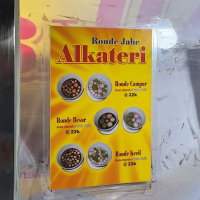 Ronde Jahe
Alkateri
Ronde Campur
@ 22k
Ronde Besar
@ 22k
Ronde Kecil
@ 22k